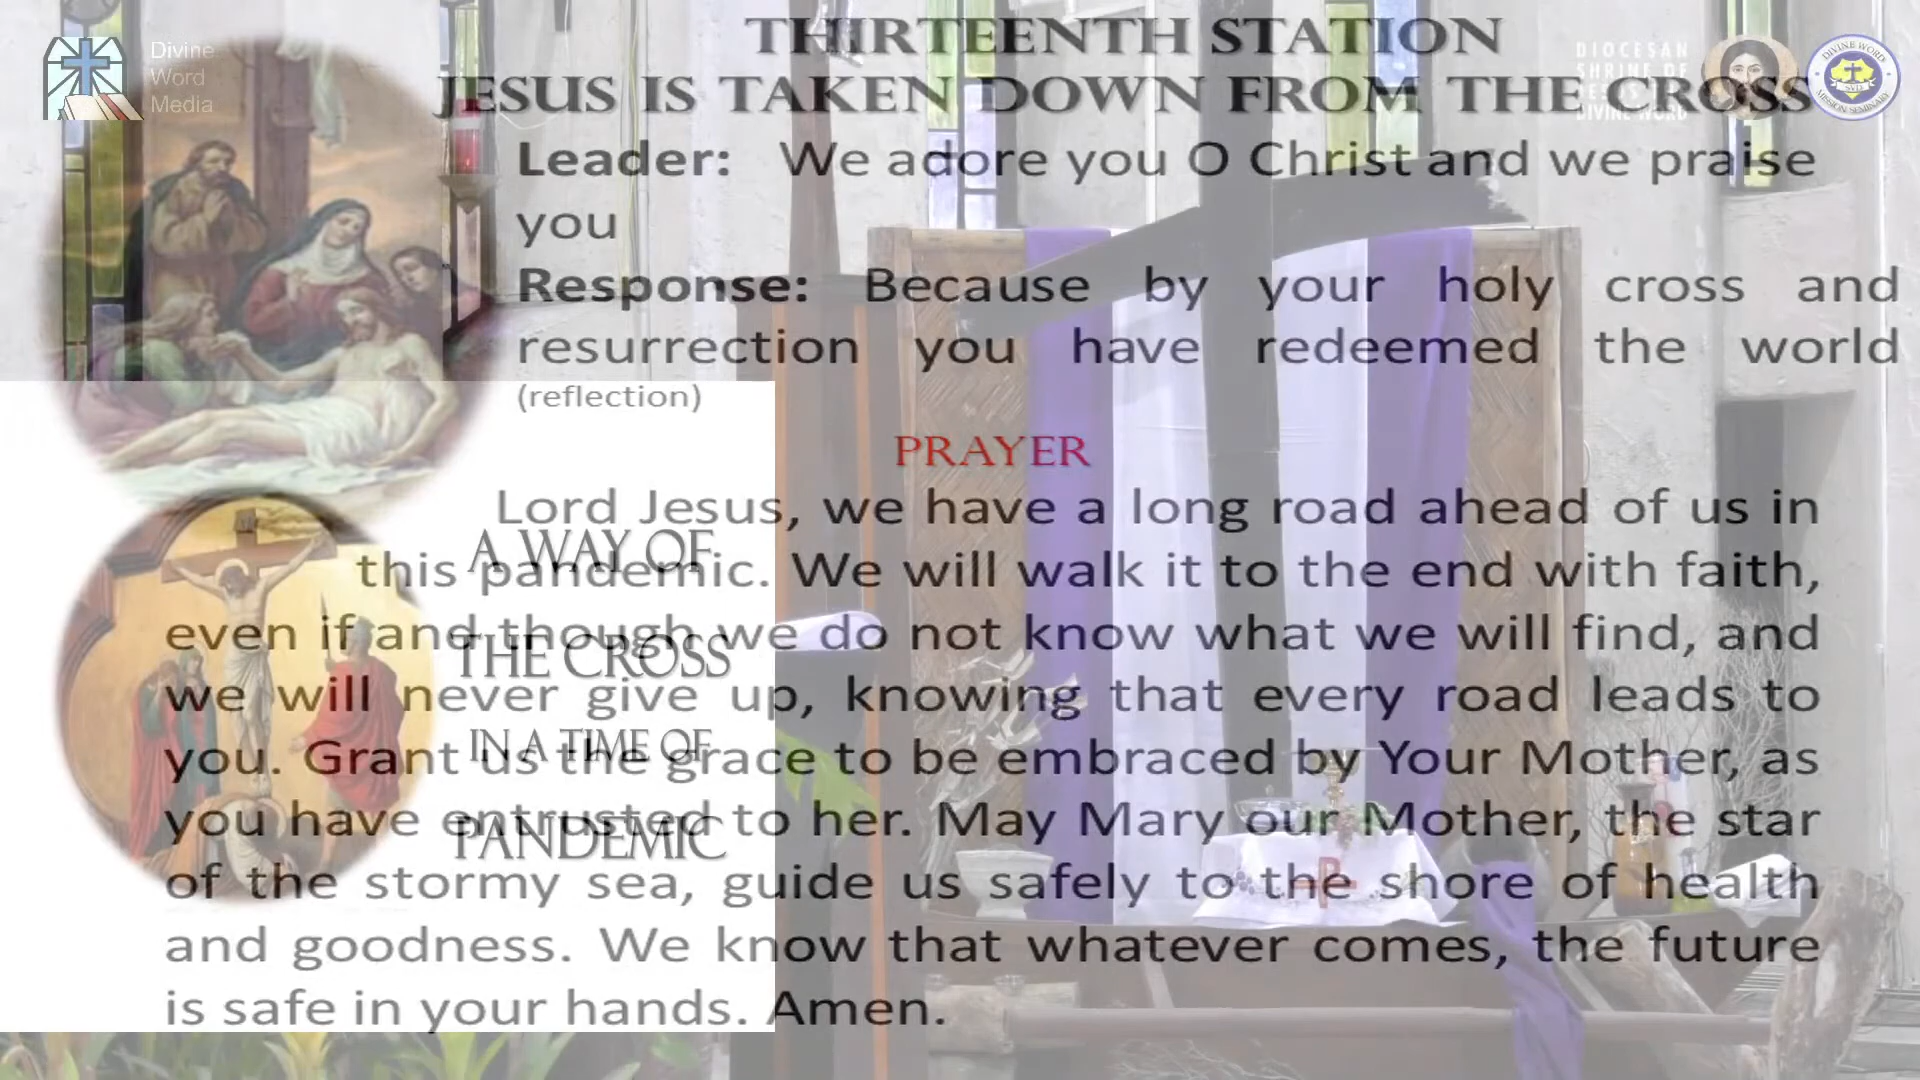 Divine
Word
Media
DIOCESAN
SHRINE OF
JESUS THE
DIVINE WORD
DIVINE WORD
SVD
MISSION SEMINARY
THIRTEENTH STATION
JESUS IS TAKEN DOWN FROM THE CROSS
Leader: We adore you O Christ and we praise
you
Response: Because by your holy cross and
resurrection you have redeemed the world
(reflection)
PRAYER
Lord Jesus, we have a long road ahead of us in
this pandemic. We will walk it to the end with faith,
even if and though we do not know what we will find, and
we will never give up, knowing that every road leads to
you. Grant us the grace to be embraced by Your Mother, as
you have entrusted to her. May Mary our Mother, the star
of the stormy sea, guide us safely to the shore of health
and goodness. We know that whatever comes, the future
is safe in your hands. Amen.
A WAY OF
THE CROSS
IN A TIME OF
PANDEMIC